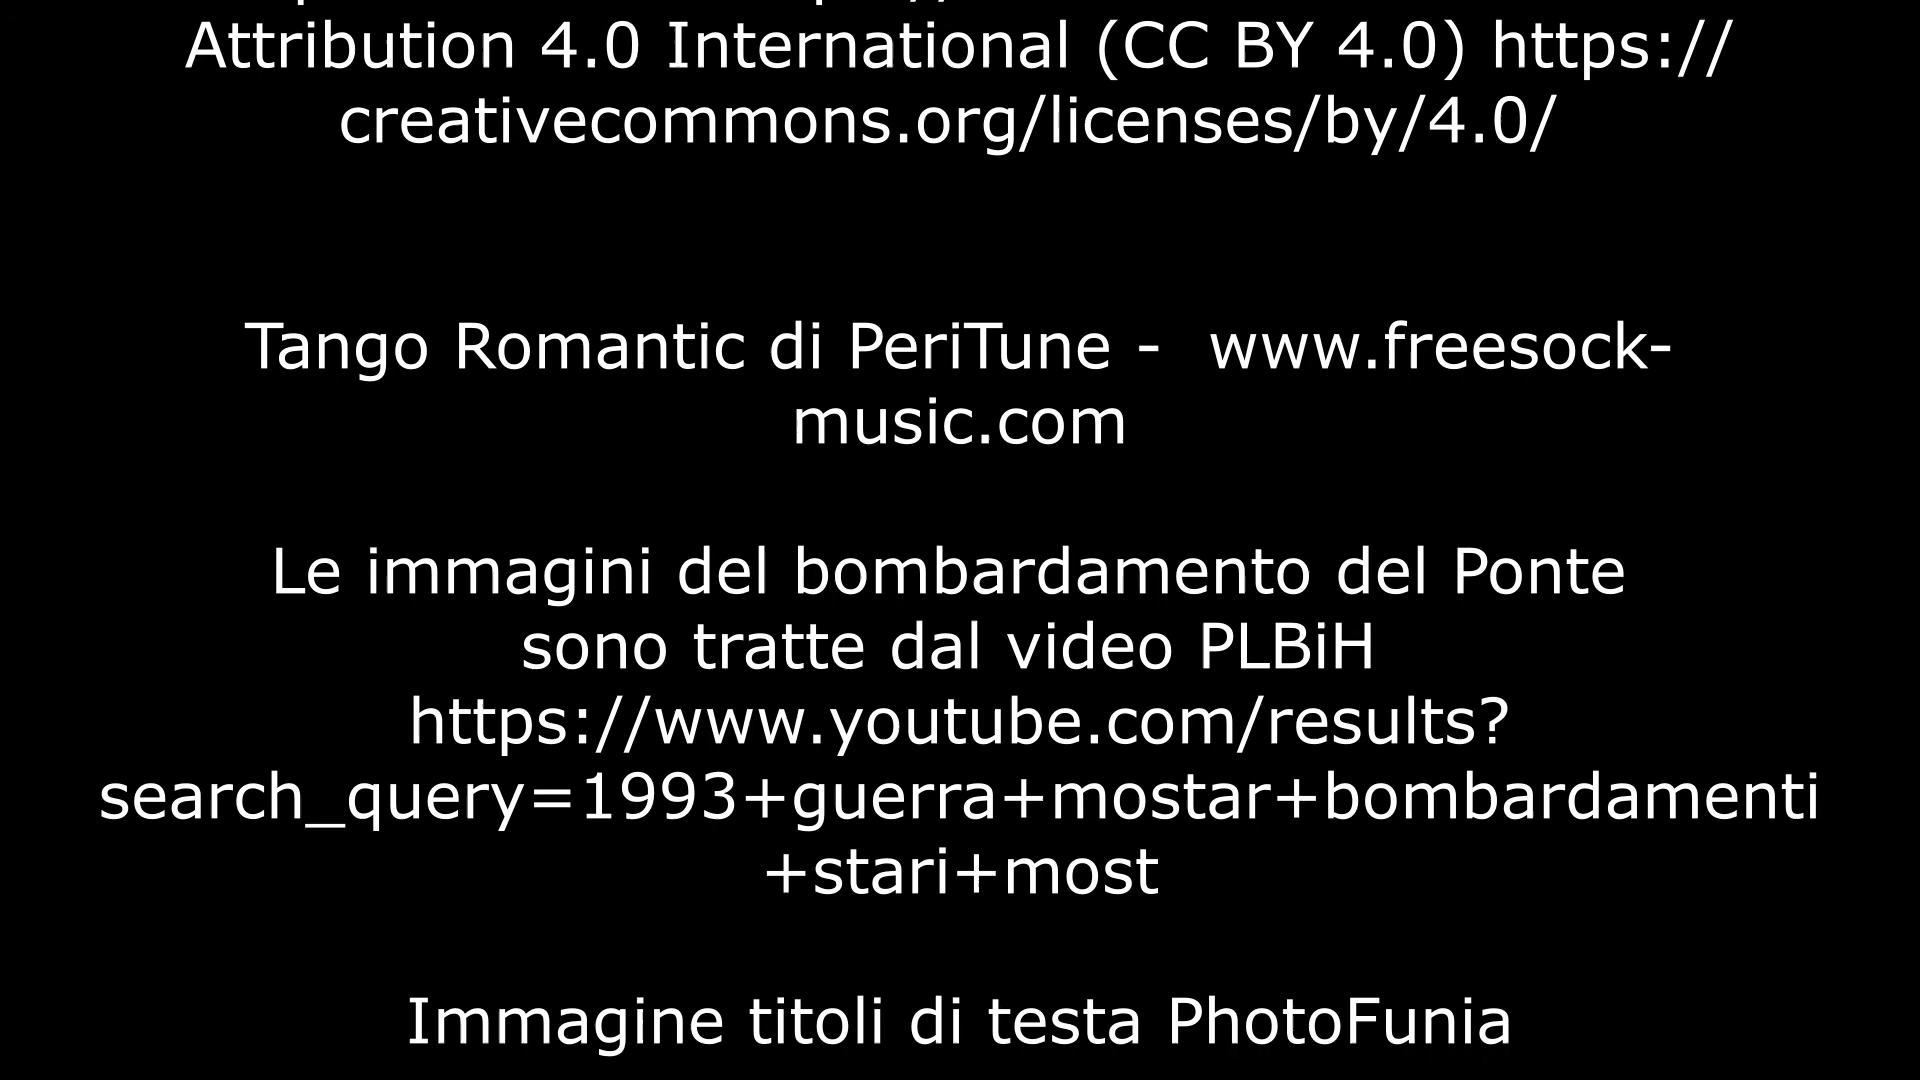 Attribution 4.0 International (CC BY 4.0) https://
creativecommons.org/licenses/by/4.0/
Tango Romantic di PeriTune -  www.freesock-
music.com
Le immagini del bombardamento del Ponte
sono tratte dal video PLBiH
https://www.youtube.com/results?
search_query=1993+guerra+mostar+bombardamenti
+stari+most
Immagine titoli di testa PhotoFunia